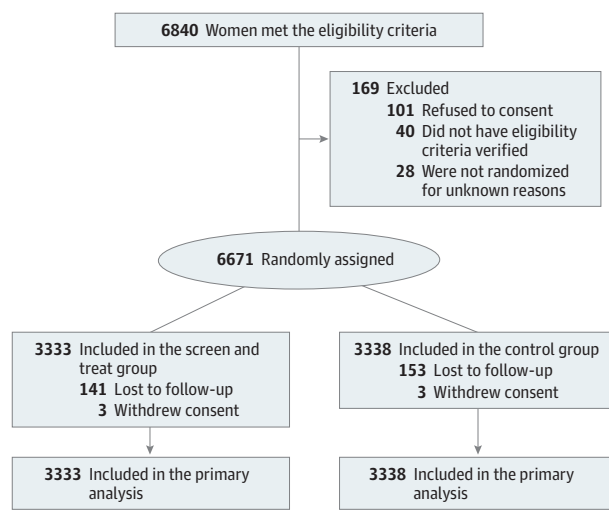 6840 Women met the eligibility criteria
169 Excluded
101 Refused to consent
40 Did not have eligibility
criteria verified
28 Were not randomized
for unknown reasons
6671 Randomly assigned
3333 Included in the screen and
treat group
141 Lost to follow-up
3 Withdrew consent
3338 Included in the control group
153 Lost to follow-up
3 Withdrew consent
3333 Included in the primary
analysis
3338 Included in the primary
analysis